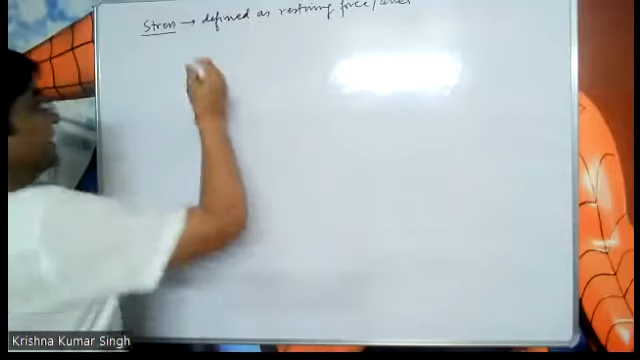 Stress → defined as restoring force/area
Krishna Kumar Singh